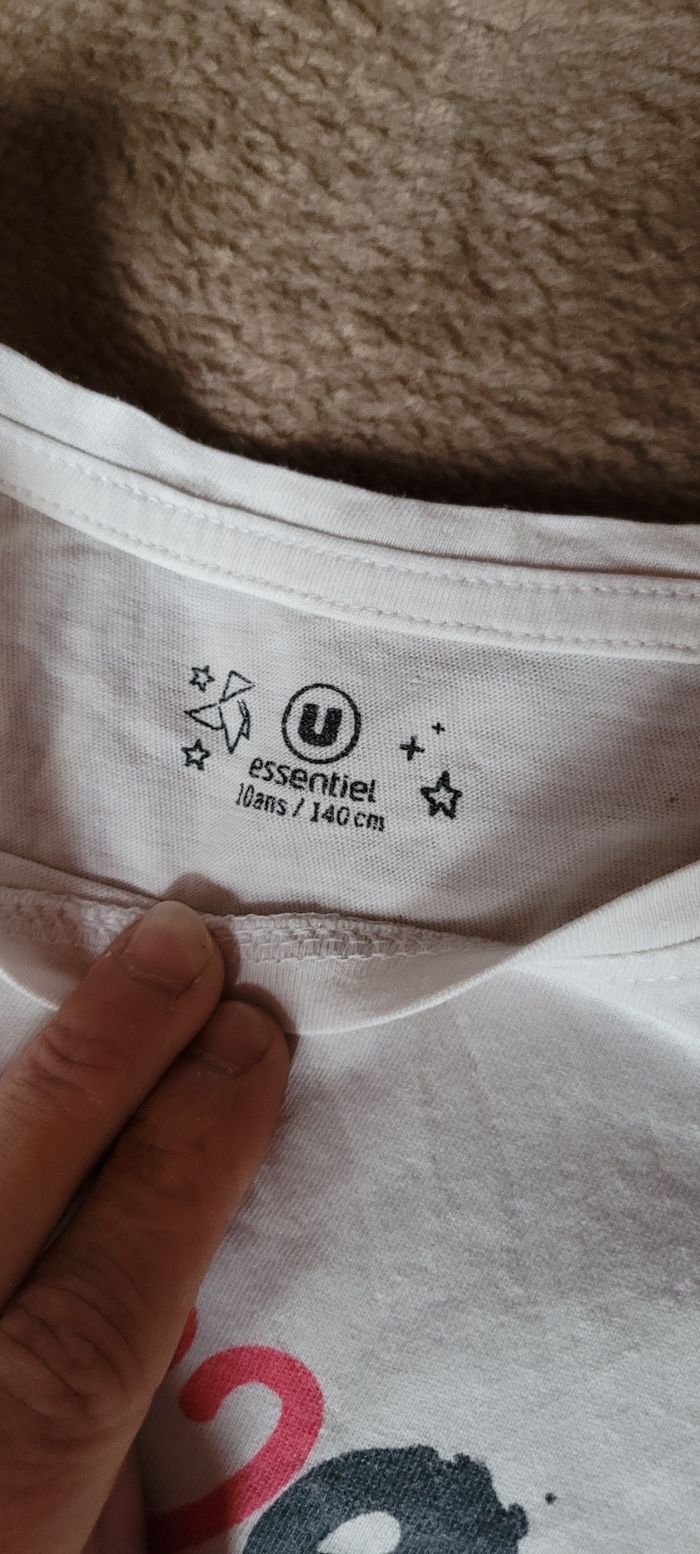 U
essentiel
10ans / 140 cm